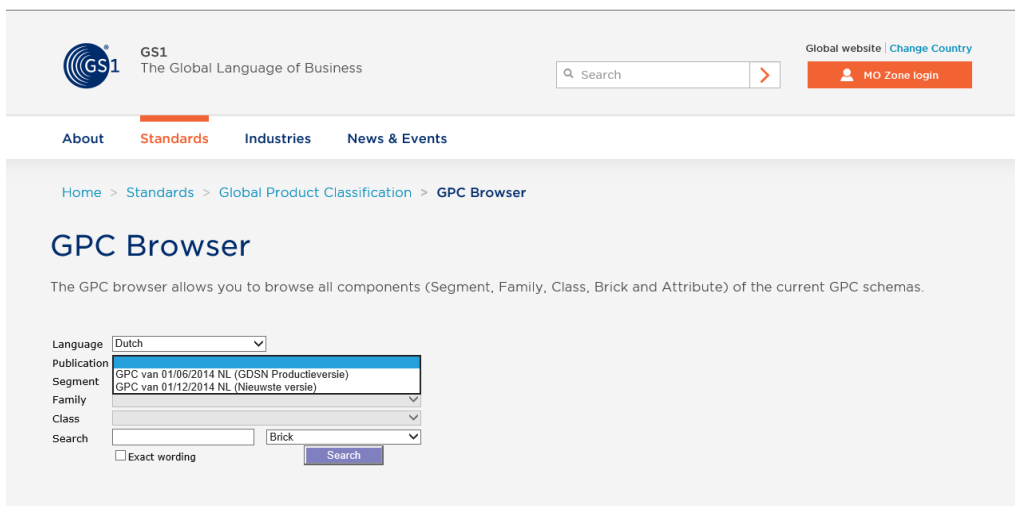 GS1
The Global Language of Business
GS1
Search
Global website | Change Country
MO Zone login
About Standards Industries News & Events
Home > Standards > Global Product Classification > GPC Browser
GPC Browser
The GPC browser allows you to browse all components (Segment, Family, Class, Brick and Attribute) of the current GPC schemas.
Language Dutch
Publication
GPC van 01/06/2014 NL (GDSN Productieversie)
Segment
GPC van 01/12/2014 NL (Nieuwste versie)
Family
Class
Search Brick
Exact wording Search